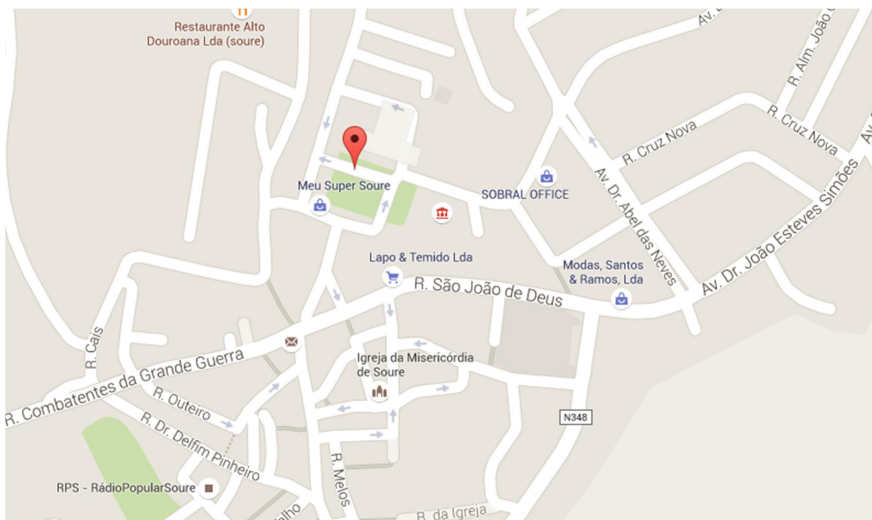 Restaurante Alto
Douroana Lda (soure)
Av.
R. Alm. João
R. Cruz Nova
R. Cruz Nova
Av.
Meu Super Soure
SOBRAL OFFICE
Av. Dr. Abel das Neves
Av. Dr. João Esteves Simões
Lapo & Temido Lda
Modas, Santos
& Ramos, Lda
R. São João de Deus
R. Cais
R. Combatentes da Grande Guerra
Igreja da Misericórdia
de Soure
R. Outeiro
R. Dr. Delfim Pinheiro
N348
R. Melos
RPS - RádioPopularSoure
R. da Igreja